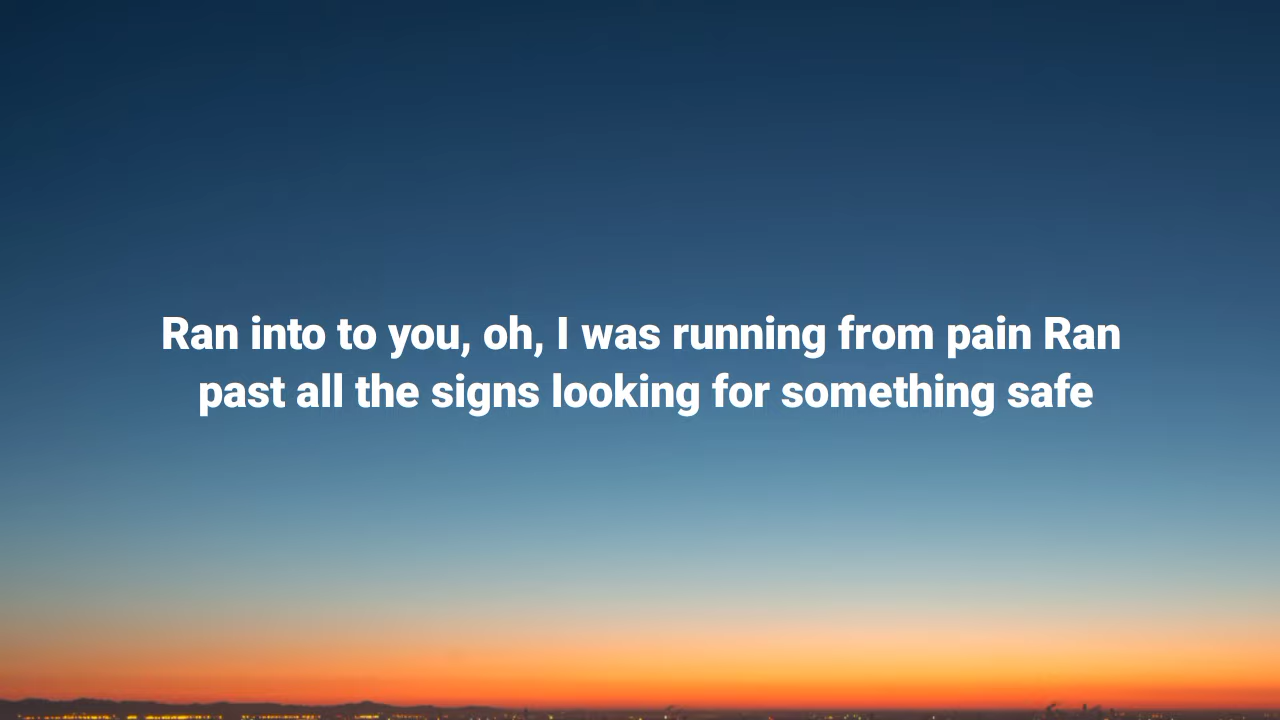 Ran into to you, oh, I was running from pain Ran
past all the signs looking for something safe